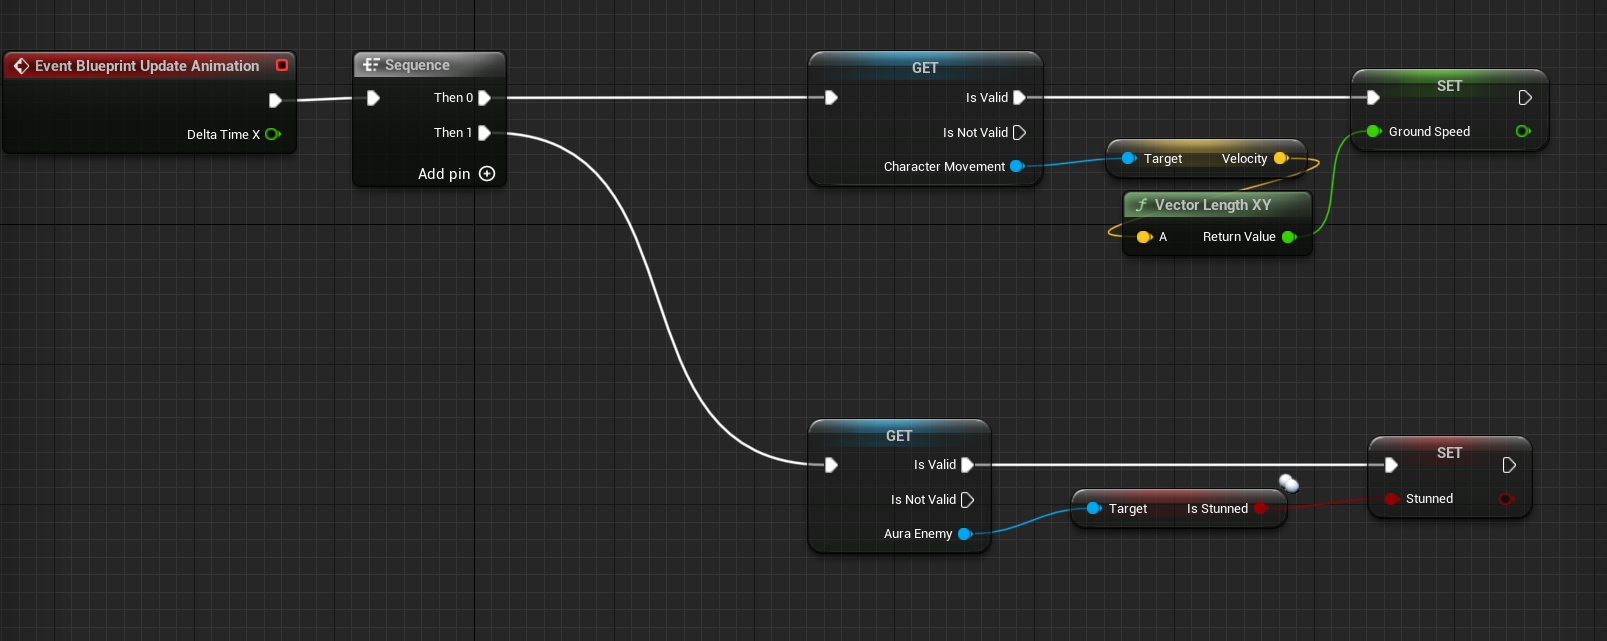 Event Blueprint Update Animation
Delta Time X
Sequence
Then 0
Then 1
Add pin
GET
Is Valid
Is Not Valid
Character Movement
Target Velocity
f Vector Length XY
A Return Value
SET
Ground Speed
GET
Is Valid
Is Not Valid
Aura Enemy
Target Is Stunned
SET
Stunned